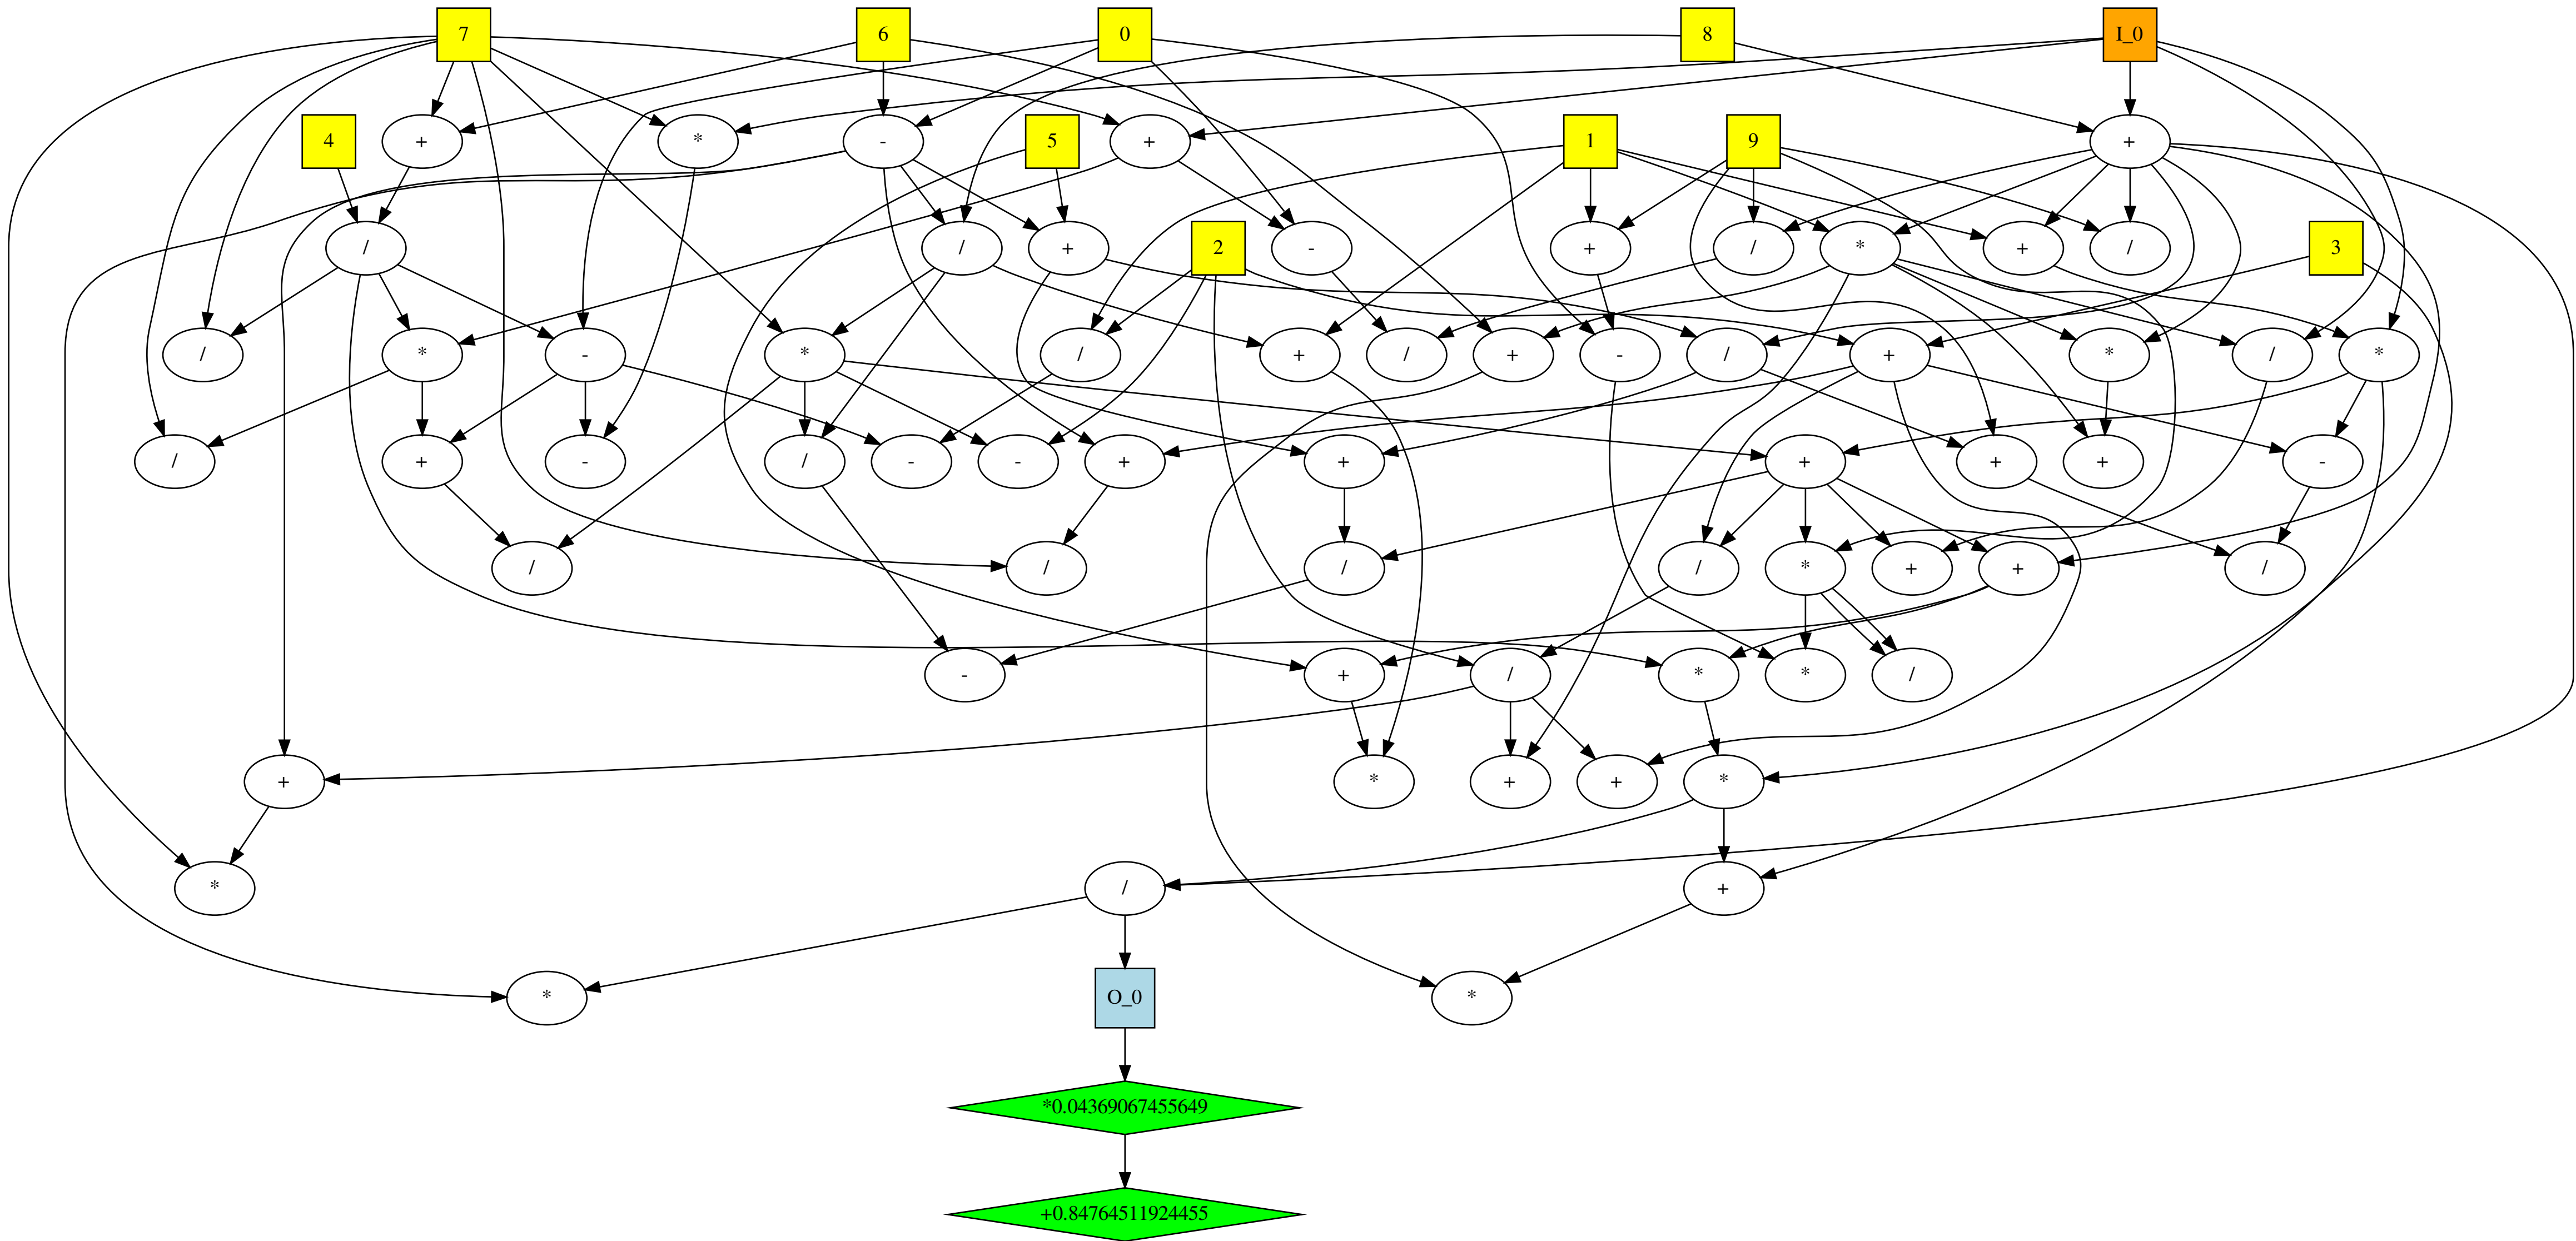 7 6 0 8 I_0
4 + * - 5 + 1 9 +
/ / + 2 - + / * + / 3
/ * - * / + / + - / + * / *
/ + - / - - + + + + + -
/ / / / * + + /
- + / * * /
+ * + + *
* / +
* O_0 *
*0.04369067455649
+0.84764511924455